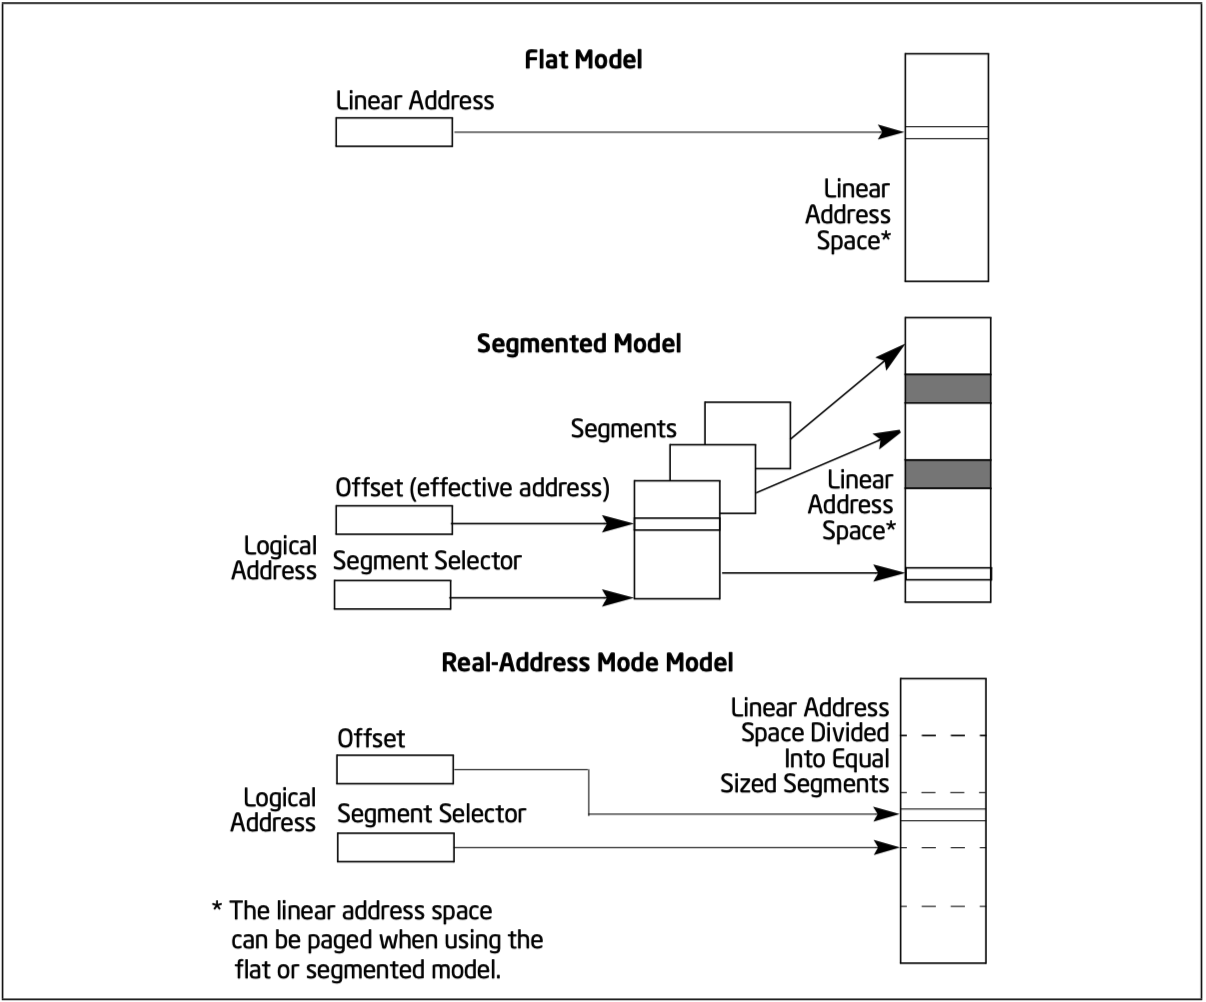 Flat Model
Linear Address
Linear
Address
Space*
Segmented Model
Segments
Offset (effective address)
Logical
Address
Segment Selector
Linear
Address
Space*
Real-Address Mode Model
Offset
Logical
Address
Segment Selector
Linear Address
Space Divided
Into Equal
Sized Segments
* The linear address space
can be paged when using the
flat or segmented model.